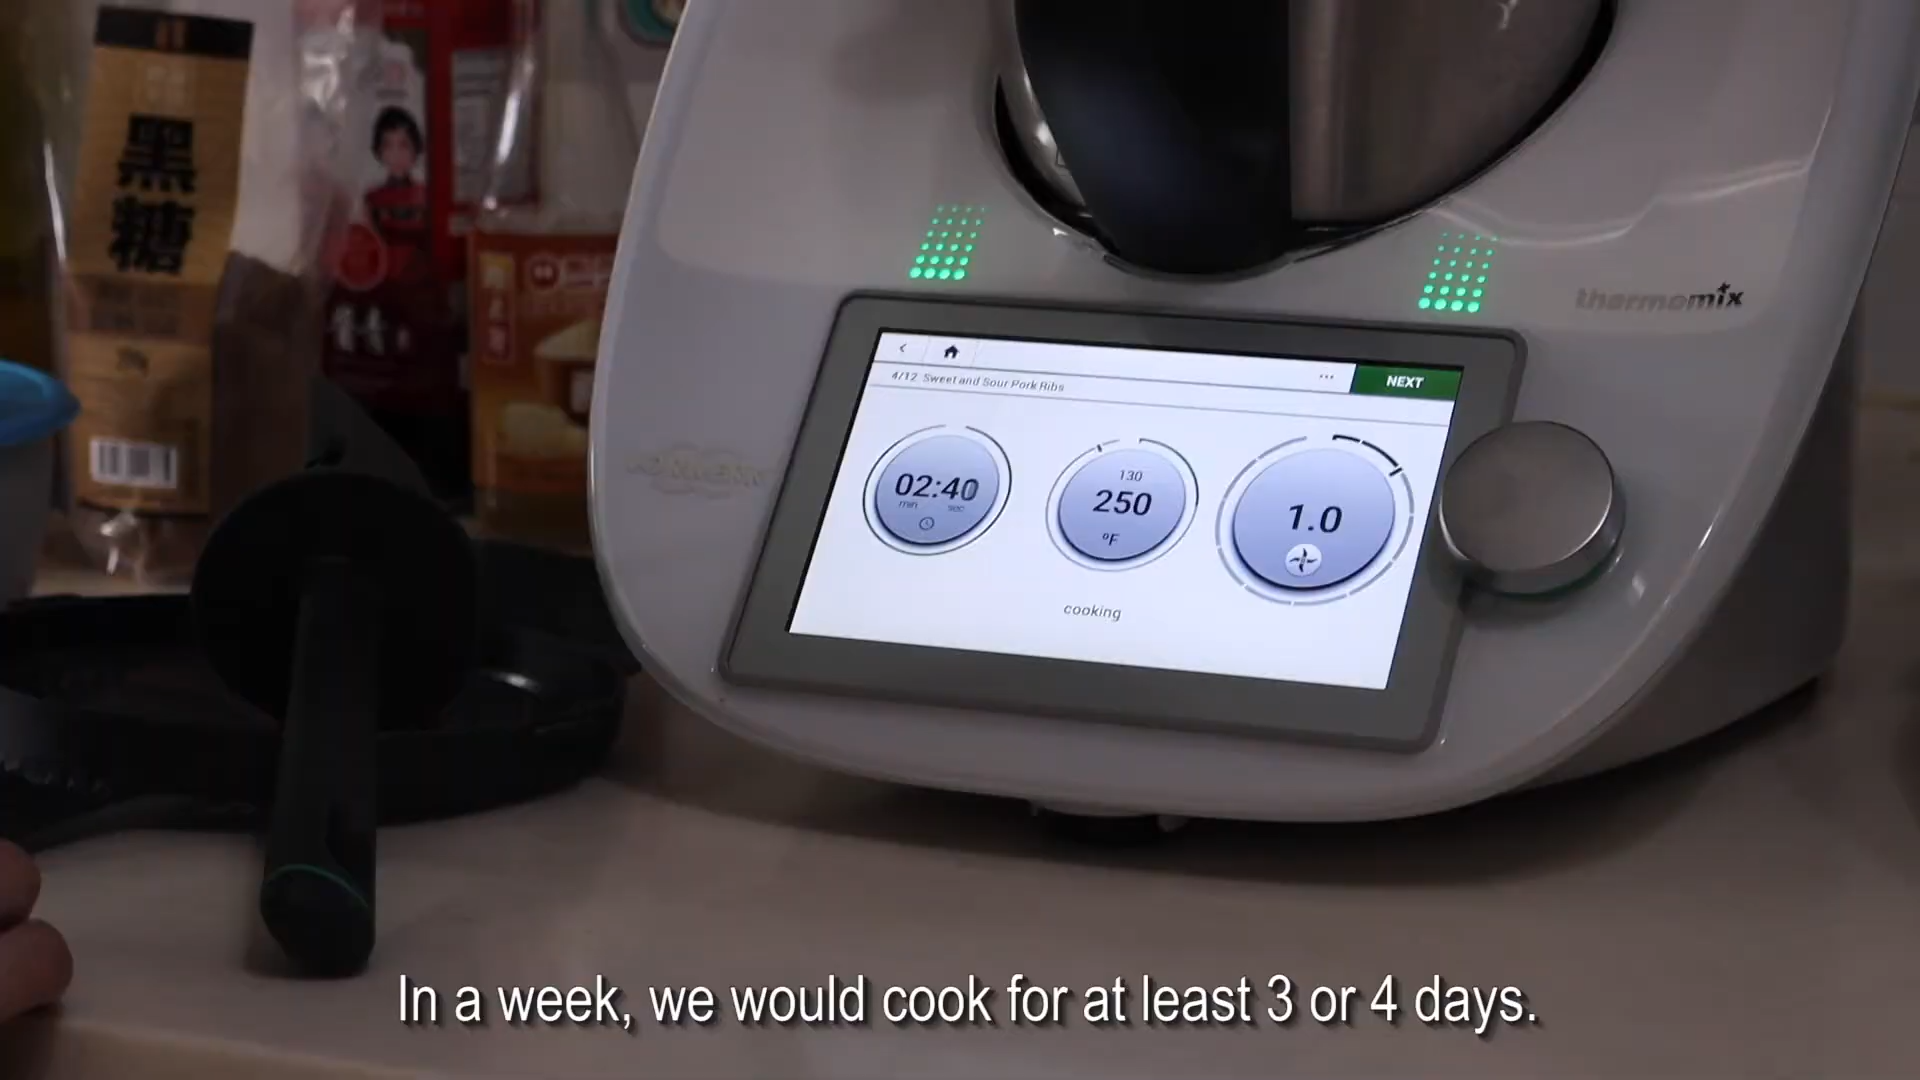 黑糖
thermomix
NEXT
4/12 Sweet and Sour Pork Ribs
02:40
min sec
130
250
°F
1.0
cooking
In a week, we would cook for at least 3 or 4 days.